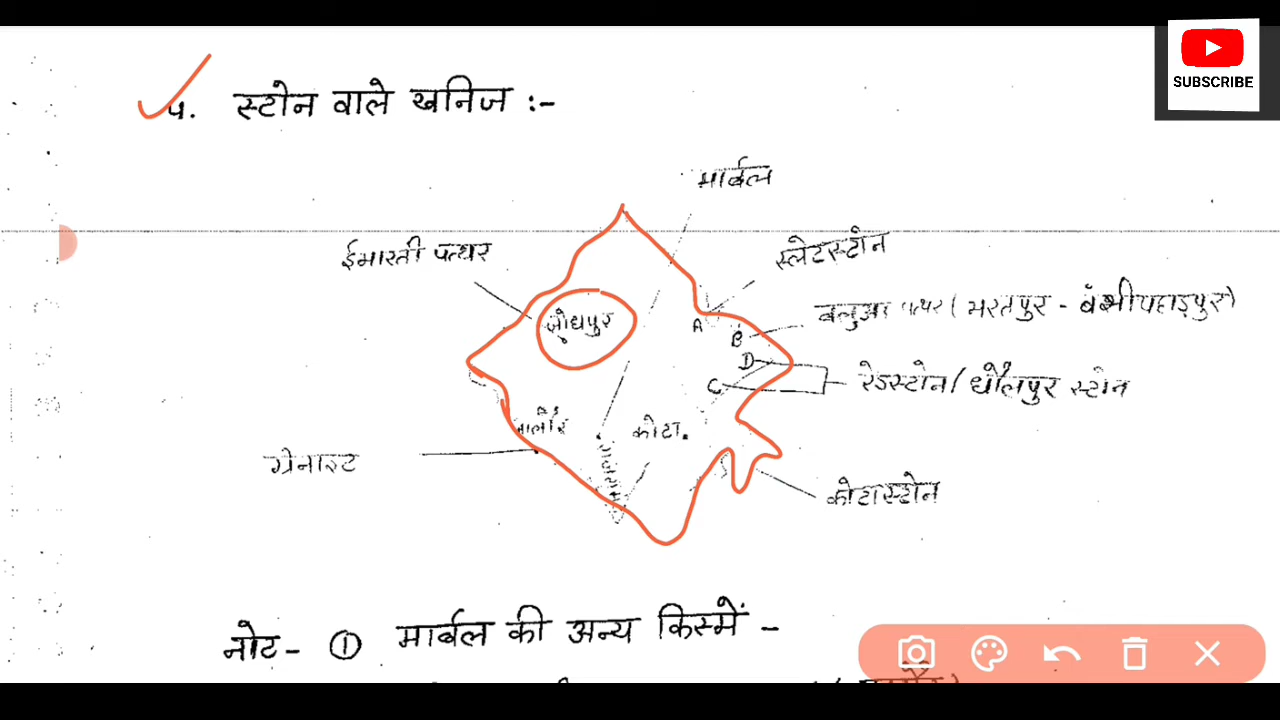 ५. स्टोन वाले खनिज :-
SUBSCRIBE
मार्बल
ईमारती पत्थर
स्लेटस्टोन
जोधपुर
बलुआ पत्थर (भरतपुर - बंशीपहाड़पुर)
A
B
D
C
रेडस्टोन/धौलपुर स्टोन
जालौर
कोटा.
ग्रेनाइट
कोटास्टोन
नोट- ① मार्बल की अन्य किस्में -